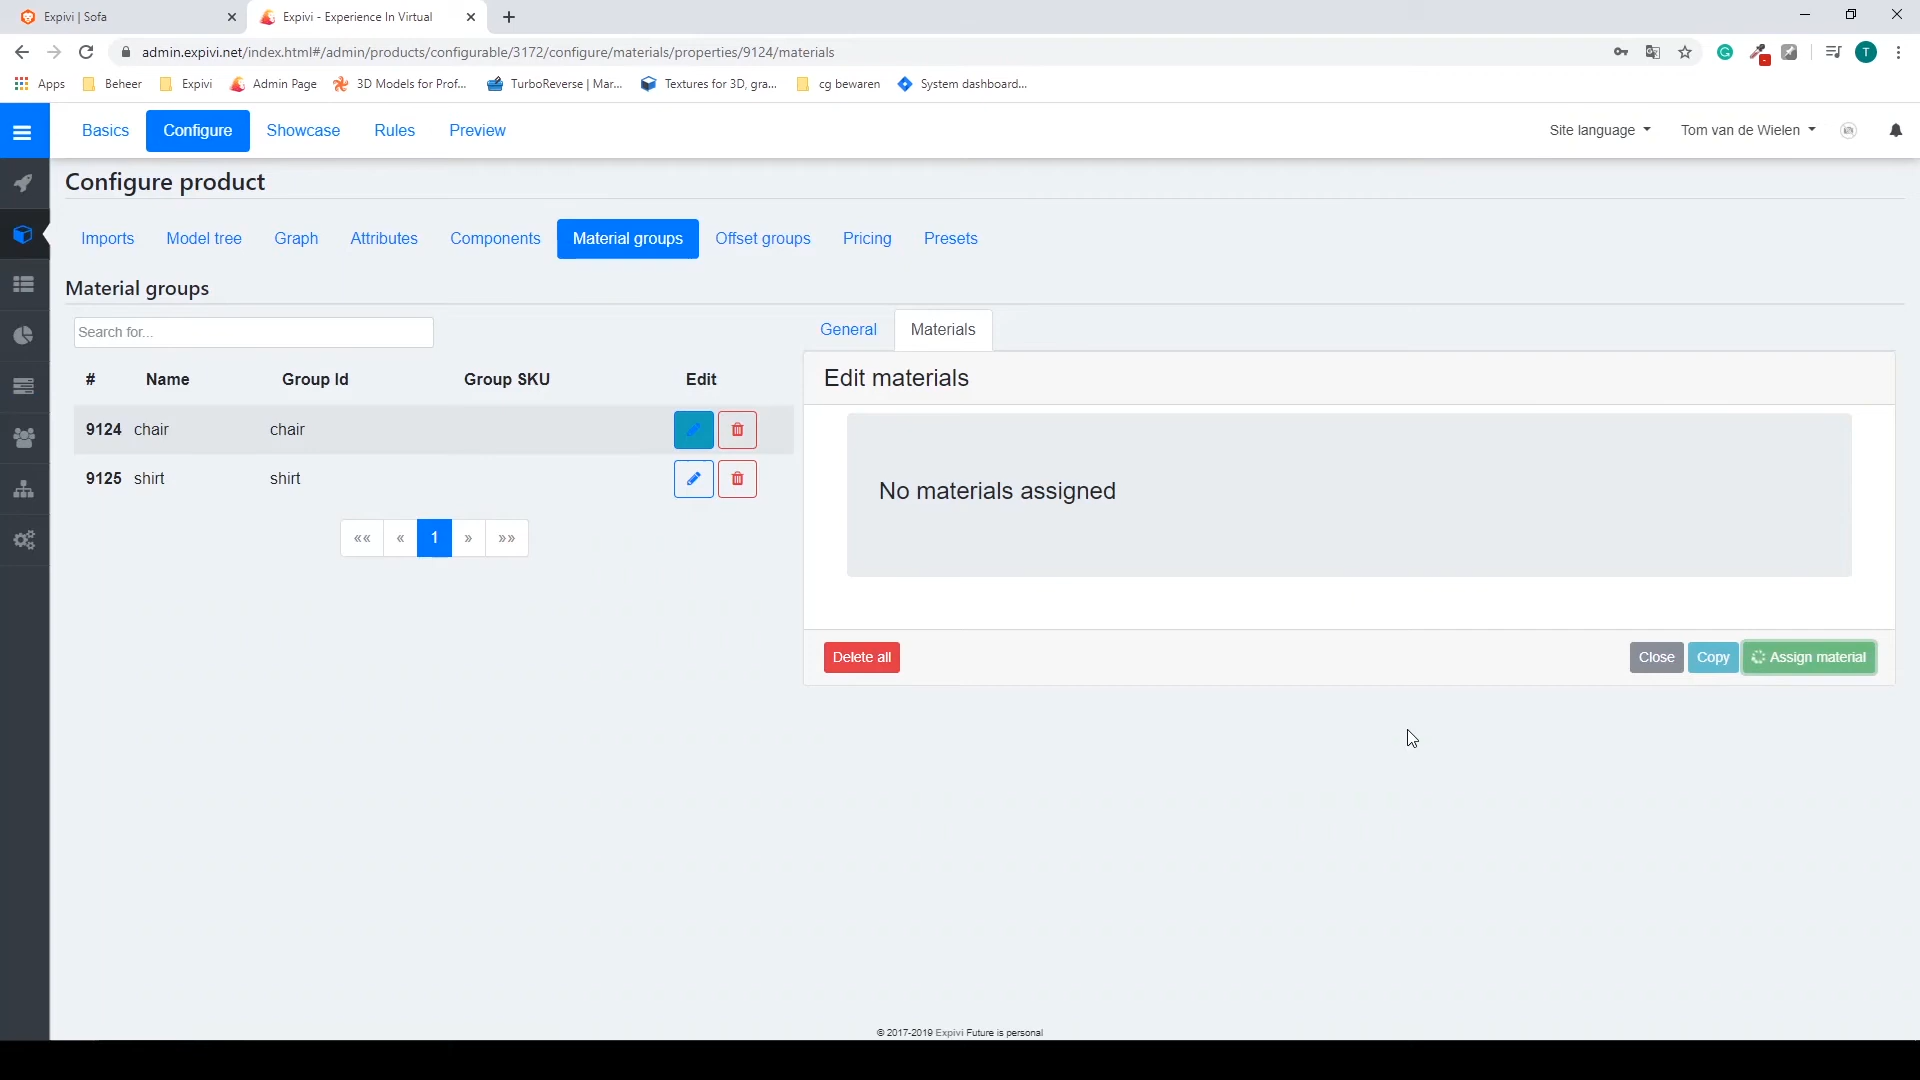 Expivi | Sofa
Expivi - Experience In Virtual
admin.expivi.net/index.html#/admin/products/configurable/3172/configure/materials/properties/9124/materials
T
Apps Beheer Expivi Admin Page 3D Models for Prof... TurboReverse | Mar... Textures for 3D, gra... cg bewaren System dashboard...
Basics Configure Showcase Rules Preview Site language Tom van de Wielen
Configure product
Imports Model tree Graph Attributes Components Material groups Offset groups Pricing Presets
Material groups
Search for...
General Materials
# Name Group Id Group SKU Edit
Edit materials
9124 chair chair
9125 shirt shirt
No materials assigned
«« « 1 » »»
Delete all Close Copy Assign material
© 2017-2019 Expivi Future is personal